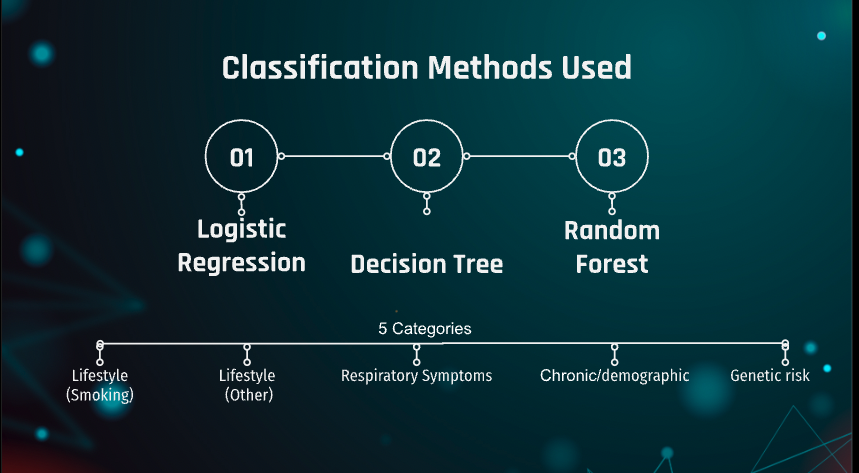 Classification Methods Used
01
02
03
Logistic
Regression
Decision Tree
Random
Forest
5 Categories
Lifestyle
(Smoking)
Lifestyle
(Other)
Respiratory Symptoms
Chronic/demographic
Genetic risk